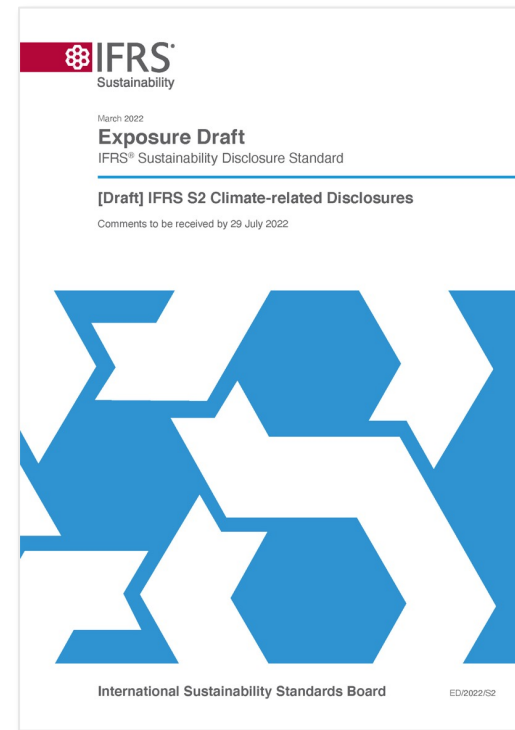 IFRS®
Sustainability
March 2022
Exposure Draft
IFRS® Sustainability Disclosure Standard
[Draft] IFRS S2 Climate-related Disclosures
Comments to be received by 29 July 2022
International Sustainability Standards Board
ED/2022/S2